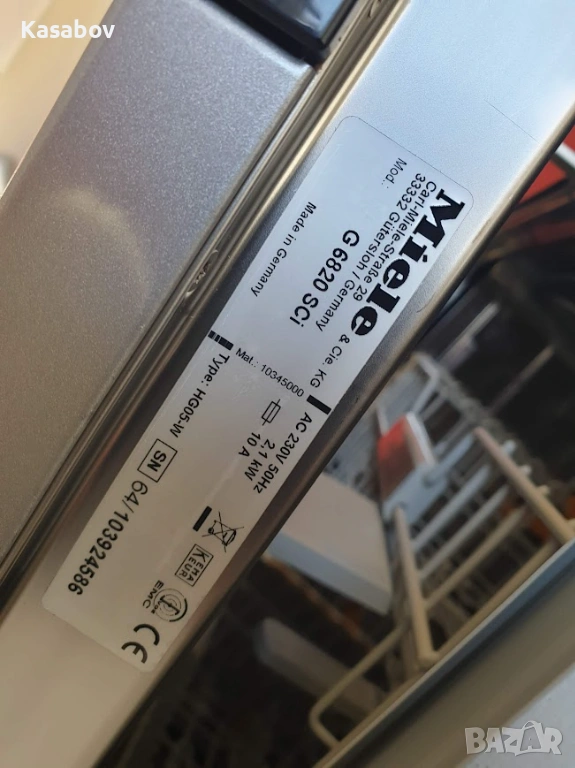 Kasabov
Miele & Cie. KG
Carl-Miele-Straße 29
33332 Gütersloh / Germany
Mod.: G 6820 SCi
Made in Germany
Mat.: 10345000
AC 230V 50Hz
2,1 kW
10 A
Type: HG05-W
SN 64/103924586
KEMA
KEUR
EMC
CE
BAZAR